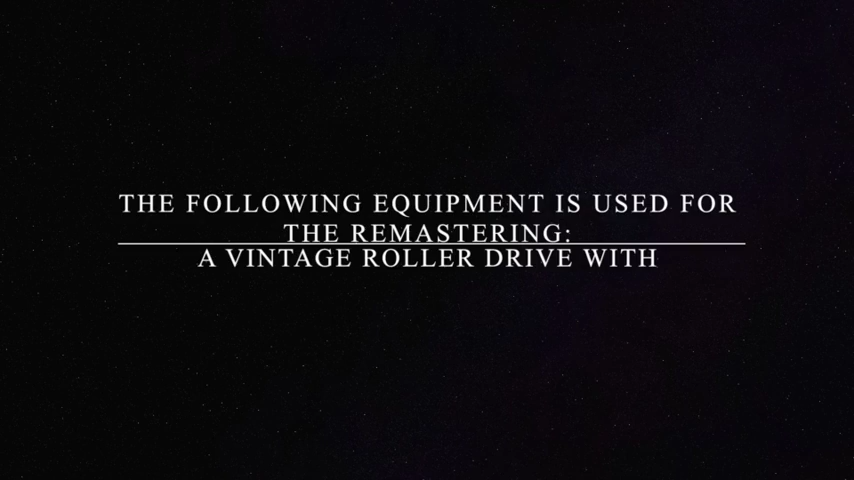 THE FOLLOWING EQUIPMENT IS USED FOR
THE REMASTERING:
A VINTAGE ROLLER DRIVE WITH